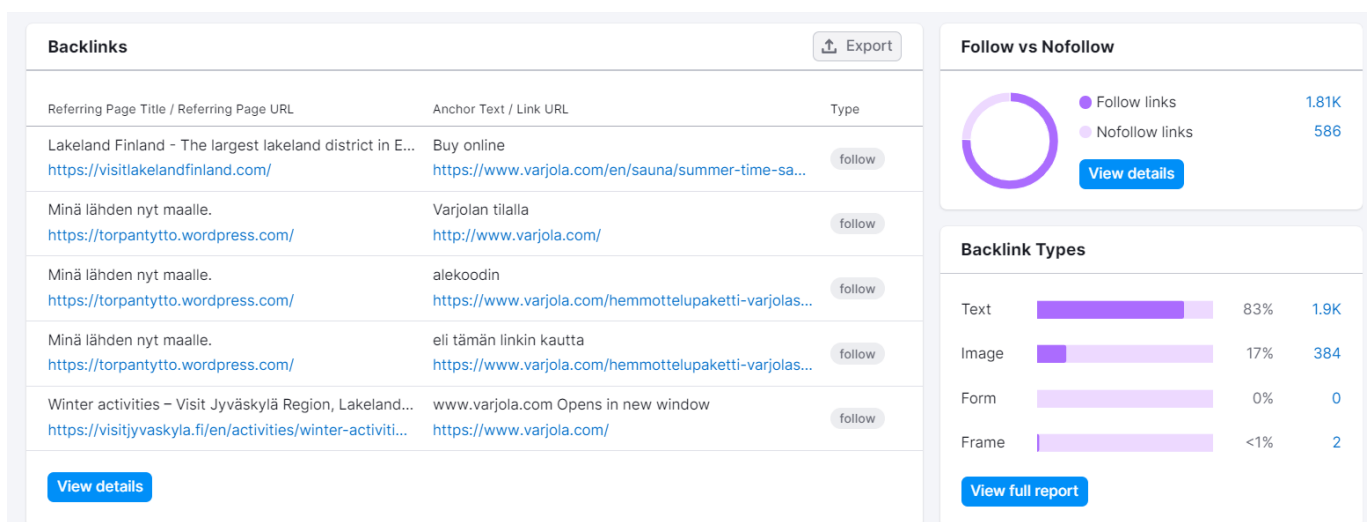 Backlinks
Export
Referring Page Title / Referring Page URL
Anchor Text / Link URL
Type
Lakeland Finland - The largest lakeland district in E...
https://visitlakelandfinland.com/
Buy online
https://www.varjola.com/en/sauna/summer-time-sa...
follow
Minä lähden nyt maalle.
https://torpantytto.wordpress.com/
Varjolan tilalla
http://www.varjola.com/
follow
Minä lähden nyt maalle.
https://torpantytto.wordpress.com/
alekoodin
https://www.varjola.com/hemmottelupaketti-varjolas...
follow
Minä lähden nyt maalle.
https://torpantytto.wordpress.com/
eli tämän linkin kautta
https://www.varjola.com/hemmottelupaketti-varjolas...
follow
Winter activities – Visit Jyväskylä Region, Lakeland...
https://visitjyvaskyla.fi/en/activities/winter-activiti...
www.varjola.com Opens in new window
https://www.varjola.com/
follow
View details
Follow vs Nofollow
Follow links 1.81K
Nofollow links 586
View details
Backlink Types
Text 83% 1.9K
Image 17% 384
Form 0% 0
Frame <1% 2
View full report